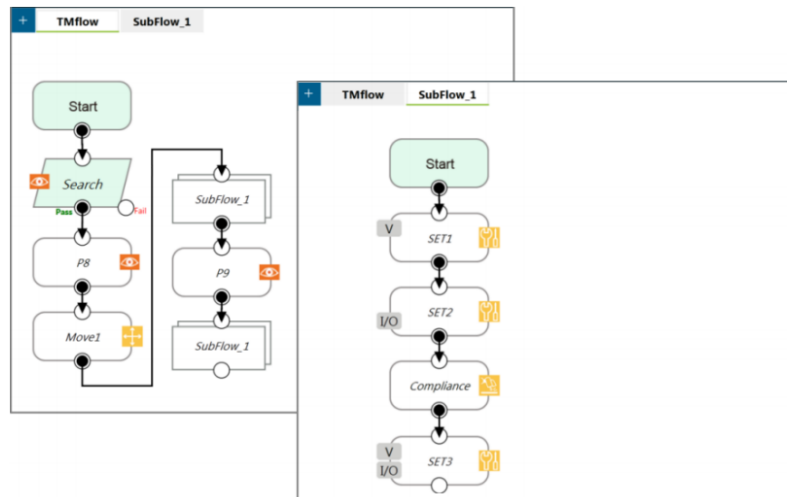 + TMflow SubFlow_1
Start
Search
Pass
Fail
P8
Move1
SubFlow_1
P9
SubFlow_1
+ TMflow SubFlow_1
Start
V
SET1
SET2
I/O
Compliance
V
I/O
SET3